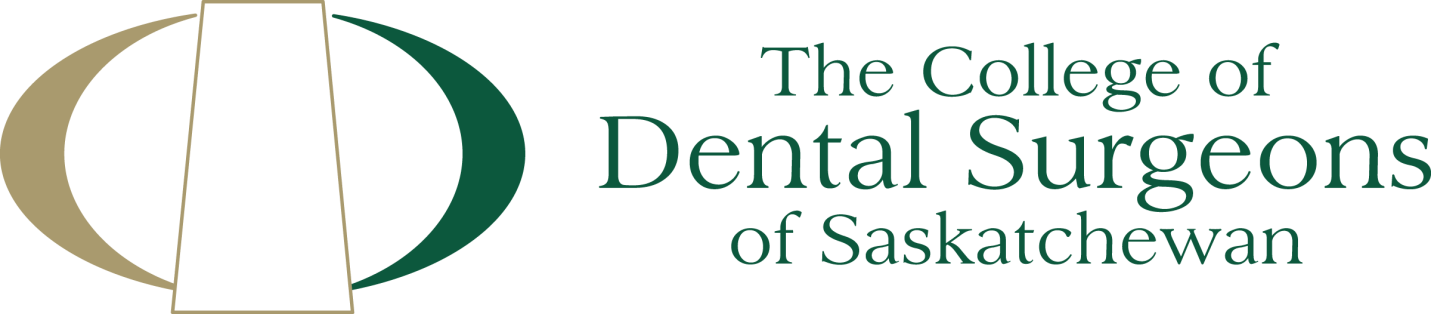 The College of
Dental Surgeons
of Saskatchewan